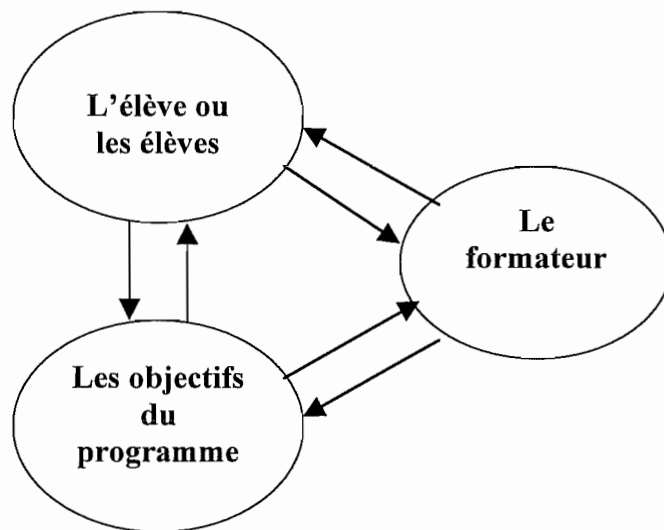 L'élève ou
les élèves
Le
formateur
Les objectifs
du
programme